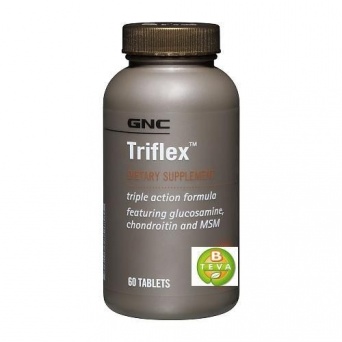 GNC
Triflex™
DIETARY SUPPLEMENT
triple action formula
featuring glucosamine,
chondroitin and MSM
60 TABLETS
B
TEVA